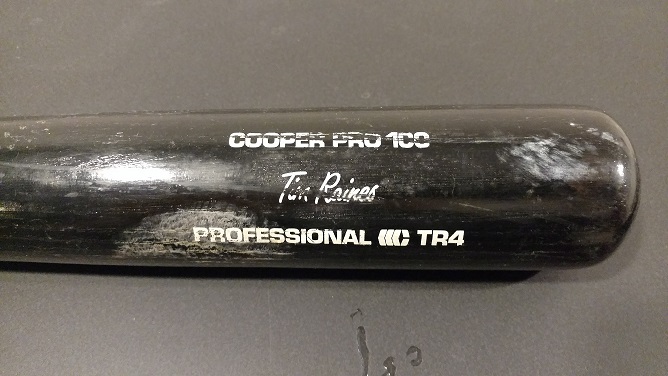 COOPER PRO 100
Tim Raines
PROFESSIONAL TR4